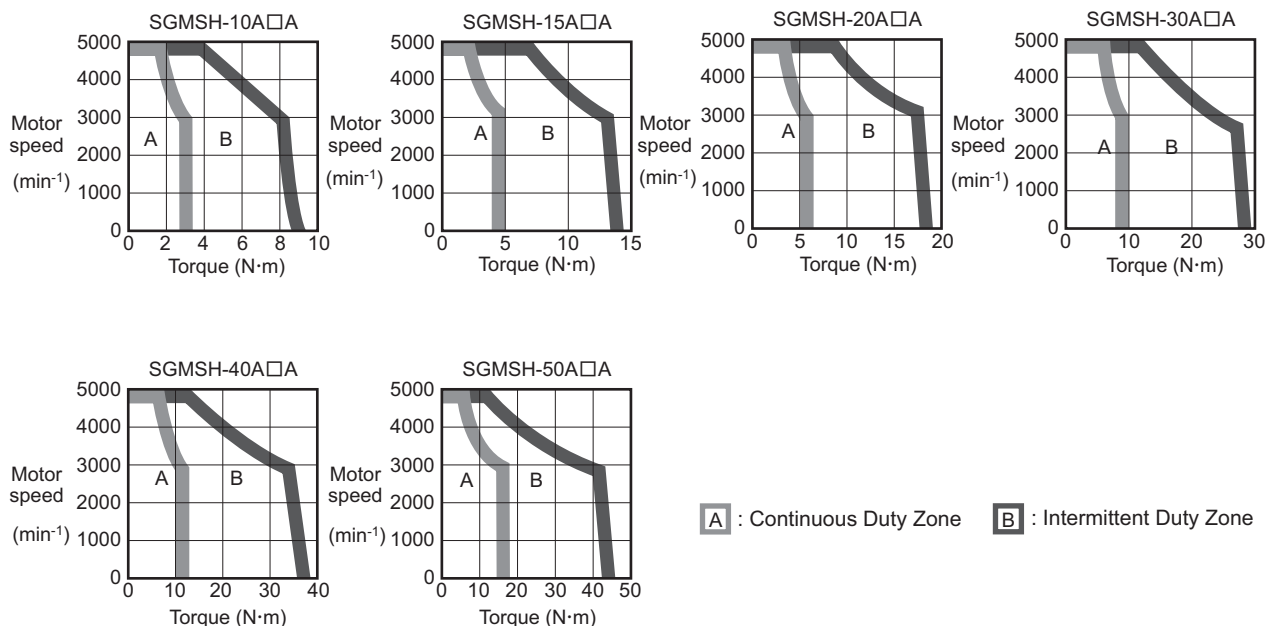 SGMSH-10A□A
5000
4000
3000
2000
1000
0
Motor
speed
(min-1)
A
B
0 2 4 6 8 10
Torque (N·m)
SGMSH-15A□A
5000
4000
3000
2000
1000
0
Motor
speed
(min-1)
A
B
0 5 10 15
Torque (N·m)
SGMSH-20A□A
5000
4000
3000
2000
1000
0
Motor
speed
(min-1)
A
B
0 5 10 15 20
Torque (N·m)
SGMSH-30A□A
5000
4000
3000
2000
1000
0
Motor
speed
(min-1)
A
B
0 10 20 30
Torque (N·m)
SGMSH-40A□A
5000
4000
3000
2000
1000
0
Motor
speed
(min-1)
A
B
0 10 20 30 40
Torque (N·m)
SGMSH-50A□A
5000
4000
3000
2000
1000
0
Motor
speed
(min-1)
A
B
0 10 20 30 40 50
Torque (N·m)
A : Continuous Duty Zone
B : Intermittent Duty Zone